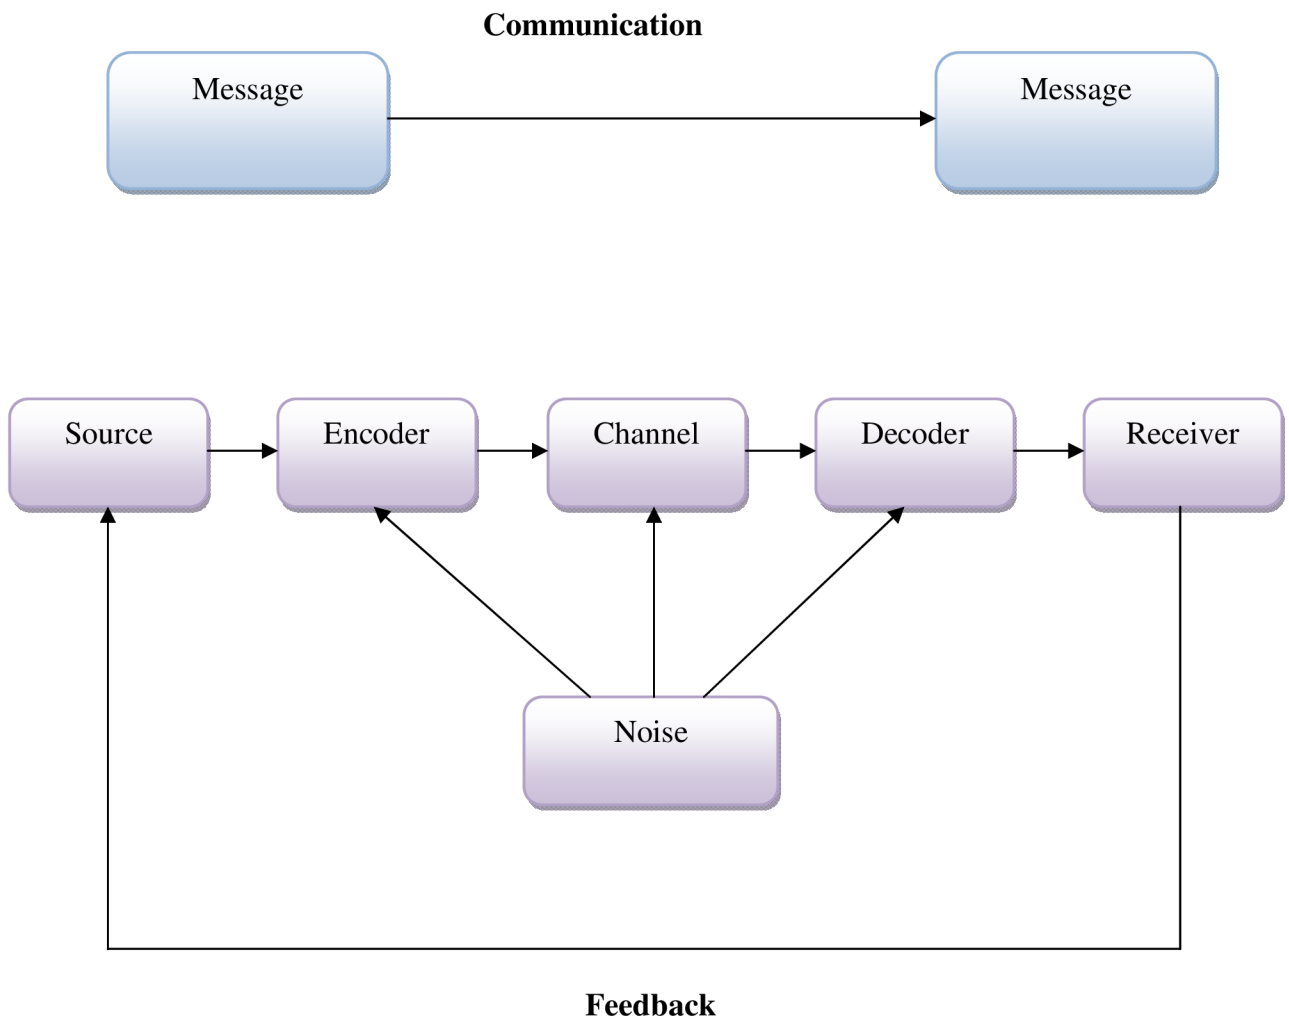 Communication
Message
Message
Source
Encoder
Channel
Decoder
Receiver
Noise
Feedback